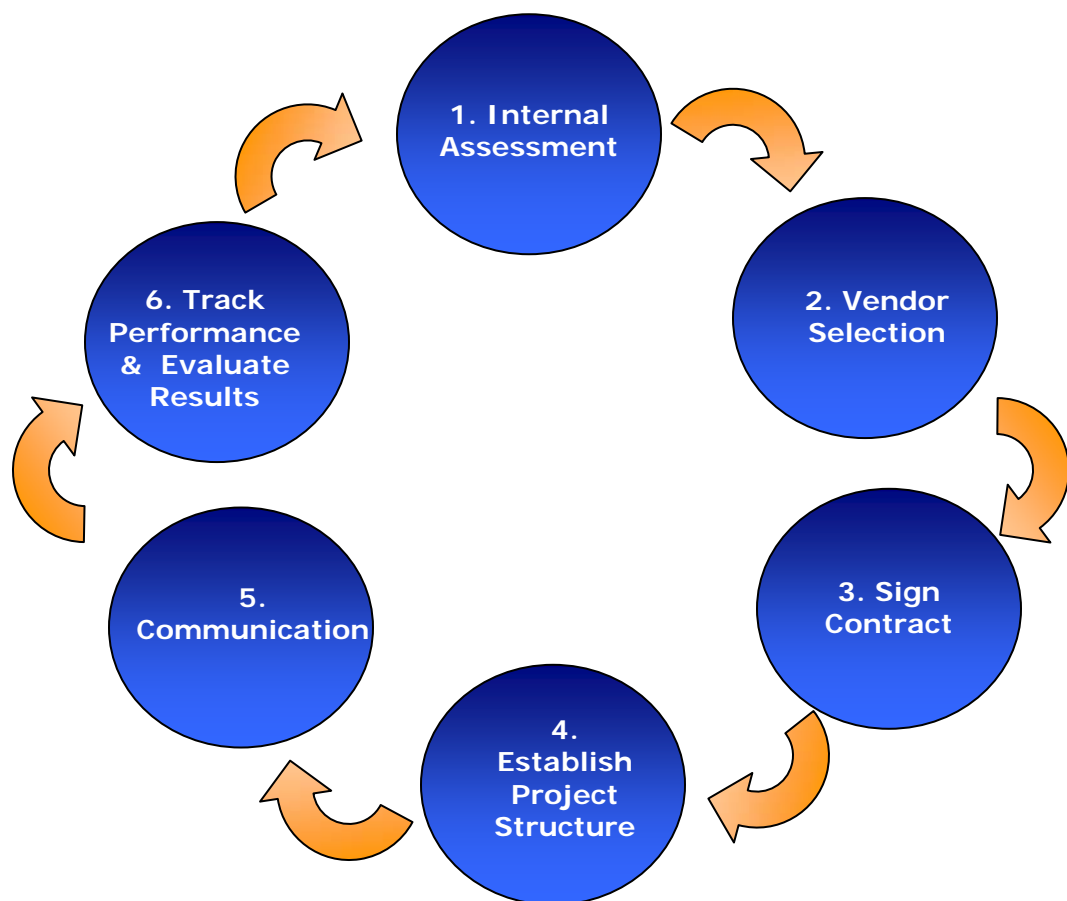 1. Internal
Assessment
2. Vendor
Selection
3. Sign
Contract
4.
Establish
Project
Structure
5.
Communication
6. Track
Performance
& Evaluate
Results